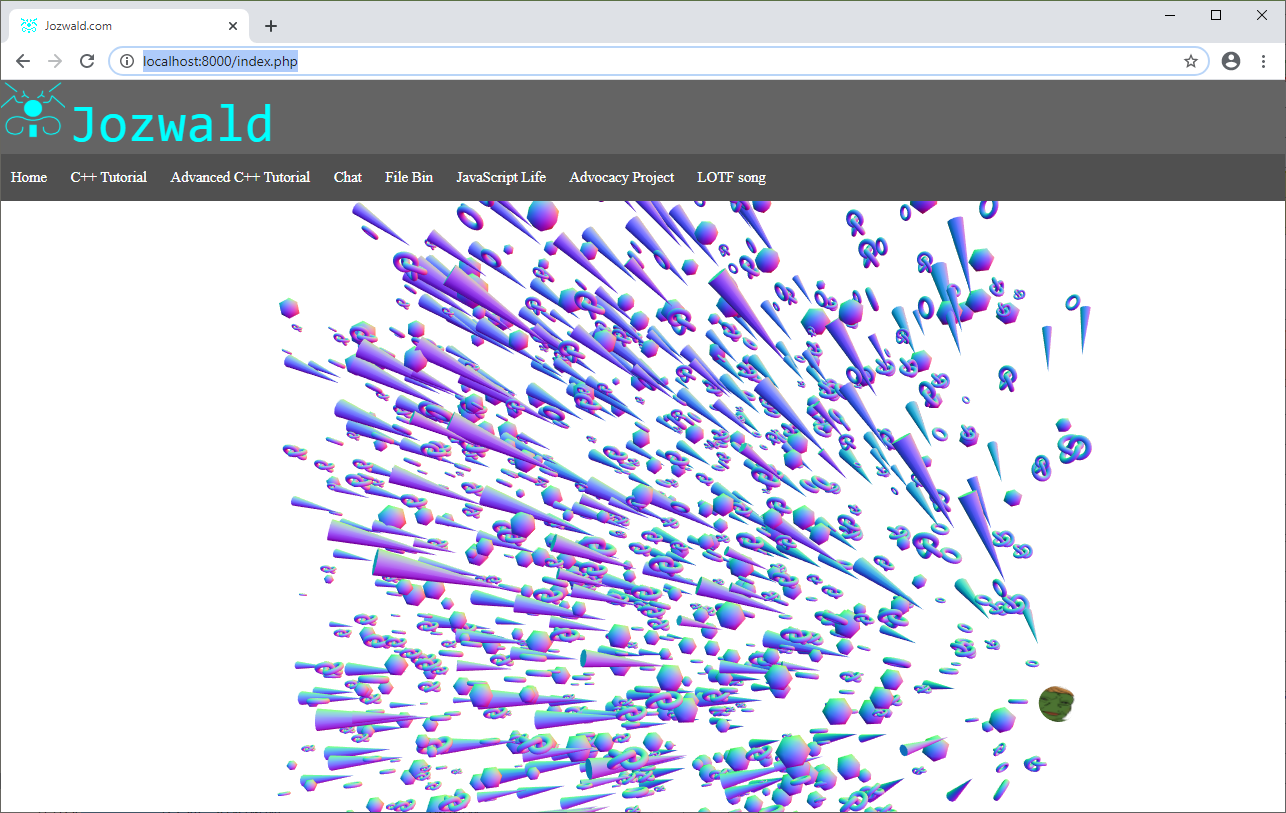 Jozwald.com
localhost:8000/index.php
Jozwald
Home C++ Tutorial Advanced C++ Tutorial Chat File Bin JavaScript Life Advocacy Project LOTF song